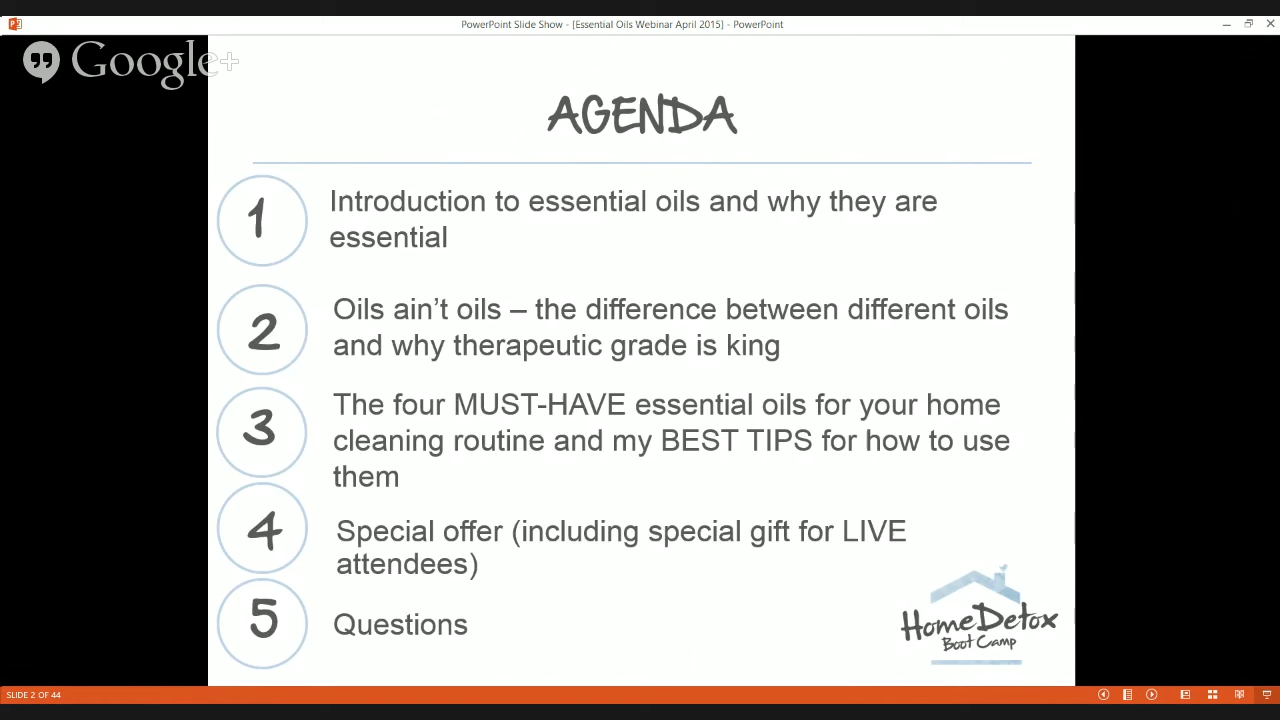 PowerPoint Slide Show - [Essential Oils Webinar April 2015] - PowerPoint
Google+
AGENDA
1
Introduction to essential oils and why they are
essential
2
Oils ain't oils – the difference between different oils
and why therapeutic grade is king
3
The four MUST-HAVE essential oils for your home
cleaning routine and my BEST TIPS for how to use
them
4
Special offer (including special gift for LIVE
attendees)
5
Questions
Home Detox
Boot Camp
SLIDE 2 OF 44